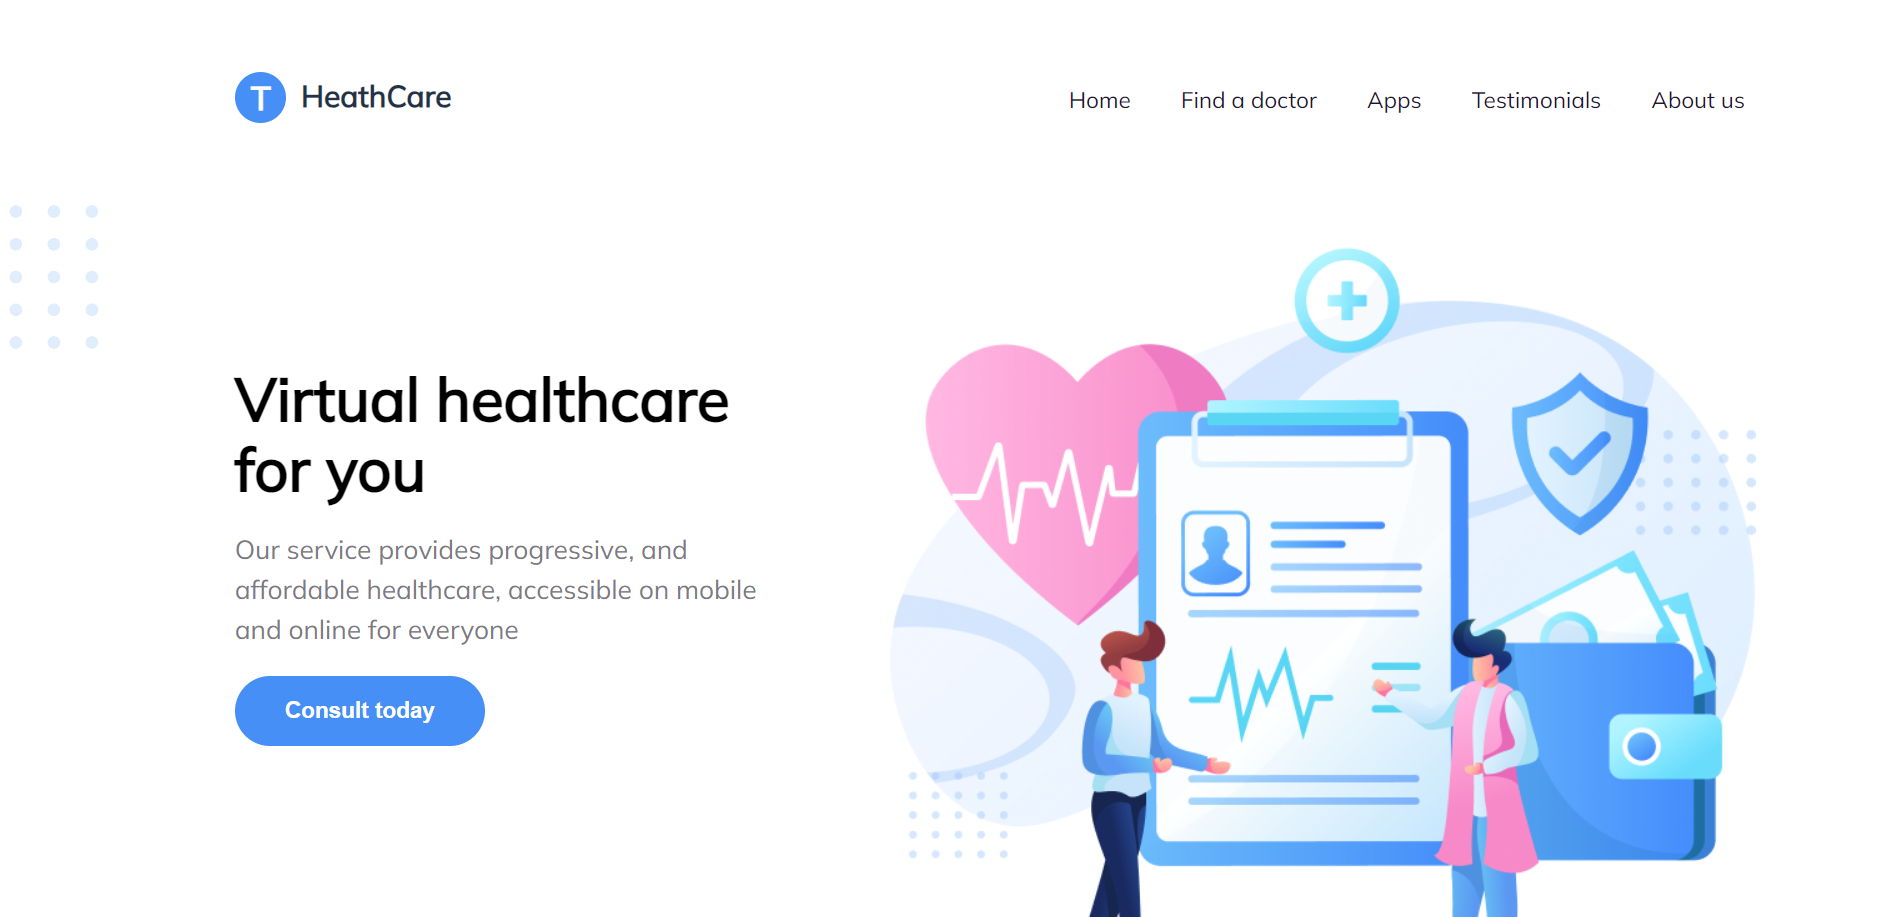 T HeathCare
Home Find a doctor Apps Testimonials About us
Virtual healthcare
for you
Our service provides progressive, and
affordable healthcare, accessible on mobile
and online for everyone
Consult today